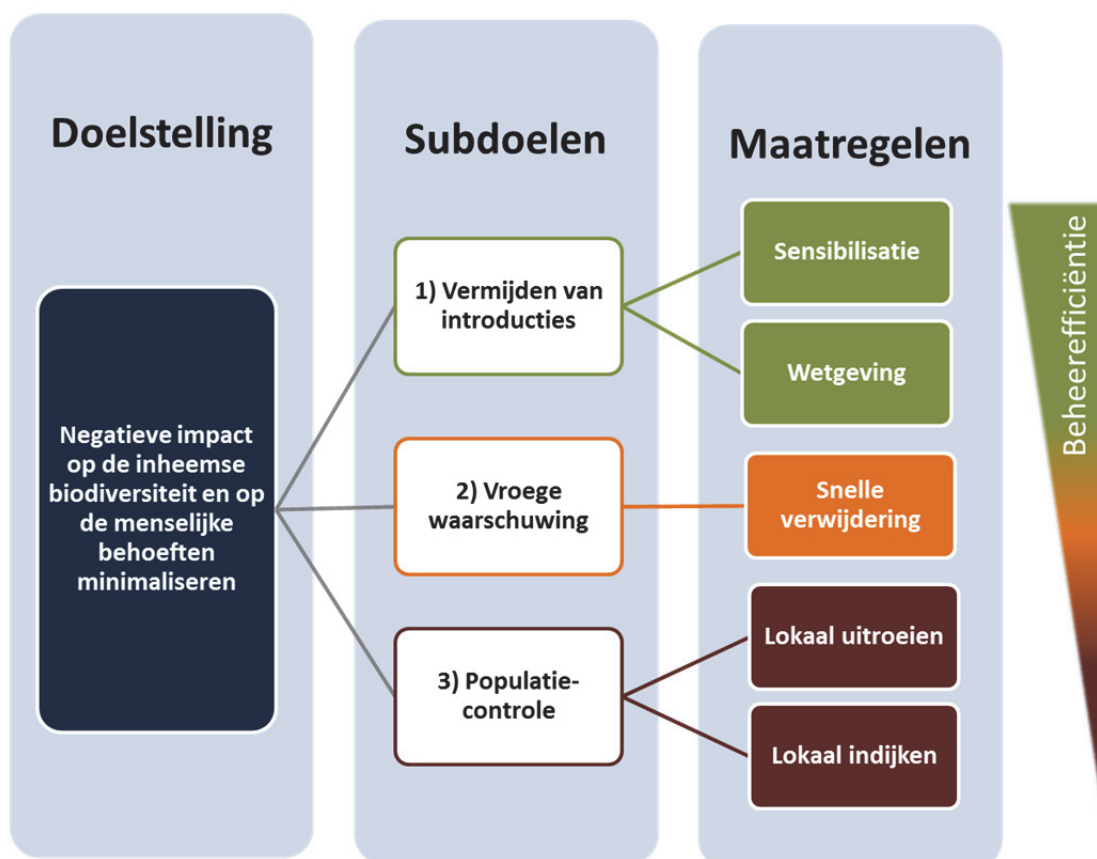 Doelstelling
Subdoelen
Maatregelen
Negatieve impact
op de inheemse
biodiversiteit en op
de menselijke
behoeften
minimaliseren
1) Vermijden van
introducties
2) Vroege
waarschuwing
3) Populatie-
controle
Sensibilisatie
Wetgeving
Snelle
verwijdering
Lokaal uitroeien
Lokaal indijken
Beheerefficiëntie